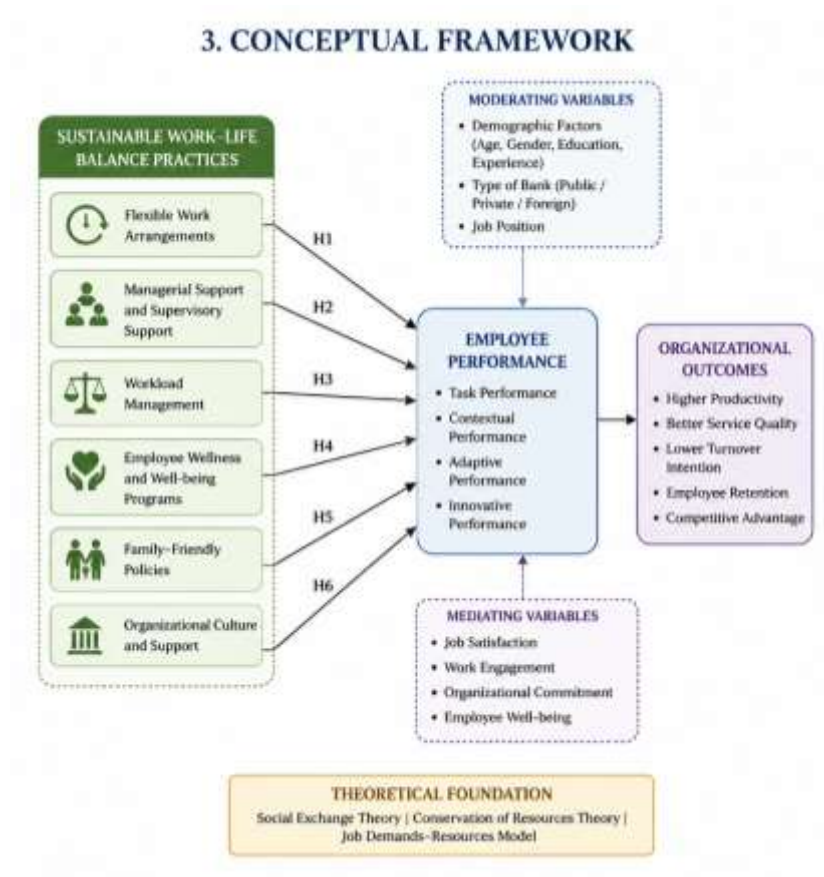 3. CONCEPTUAL FRAMEWORK
SUSTAINABLE WORK-LIFE
BALANCE PRACTICES
Flexible Work
Arrangements
Managerial Support
and Supervisory
Support
Workload
Management
Employee Wellness
and Well-being
Programs
Family-Friendly
Policies
Organizational Culture
and Support
H1
H2
H3
H4
H5
H6
MODERATING VARIABLES
• Demographic Factors
(Age, Gender, Education,
Experience)
• Type of Bank (Public /
Private / Foreign)
• Job Position
EMPLOYEE
PERFORMANCE
• Task Performance
• Contextual
Performance
• Adaptive
Performance
• Innovative
Performance
ORGANIZATIONAL
OUTCOMES
• Higher Productivity
• Better Service Quality
• Lower Turnover
Intention
• Employee Retention
• Competitive Advantage
MEDIATING VARIABLES
• Job Satisfaction
• Work Engagement
• Organizational Commitment
• Employee Well-being
THEORETICAL FOUNDATION
Social Exchange Theory | Conservation of Resources Theory |
Job Demands-Resources Model